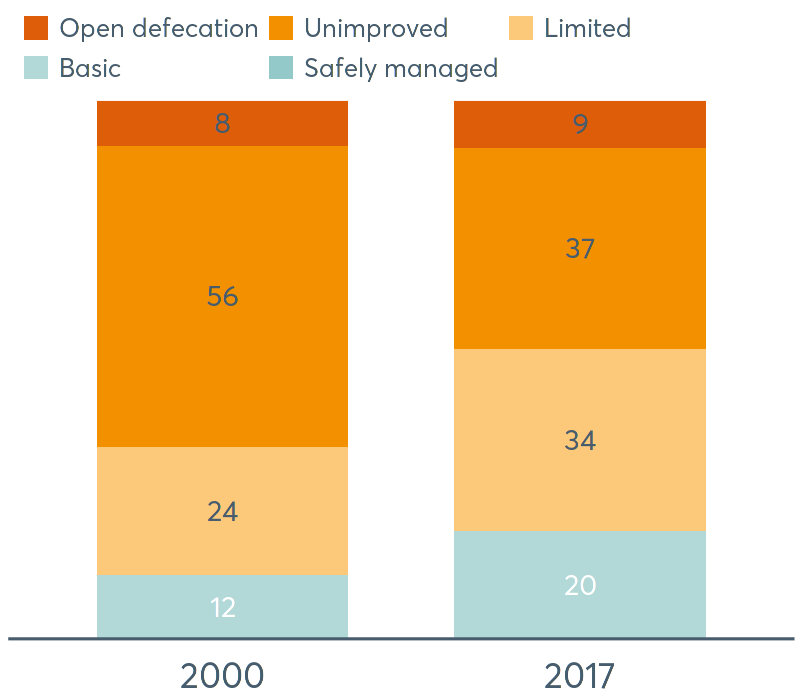 Open defecation Unimproved Limited
Basic Safely managed
8 9
56 37
24 34
12 20
2000 2017